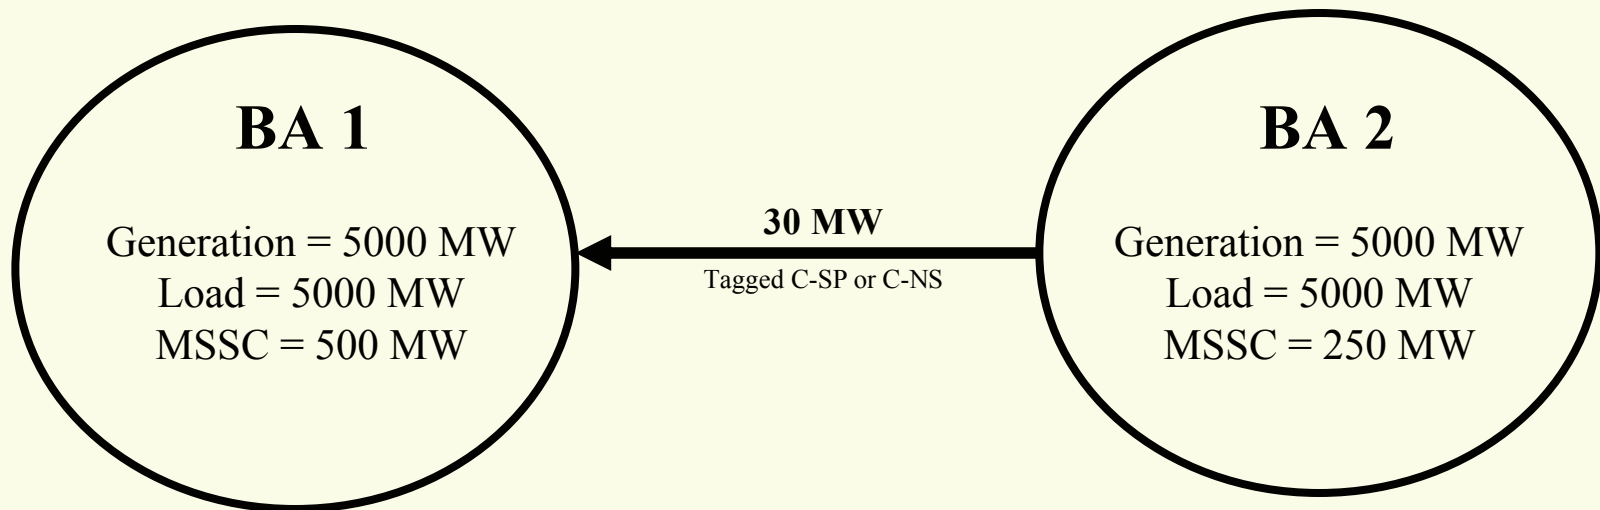 BA 1
Generation = 5000 MW
Load = 5000 MW
MSSC = 500 MW
30 MW
Tagged C-SP or C-NS
BA 2
Generation = 5000 MW
Load = 5000 MW
MSSC = 250 MW